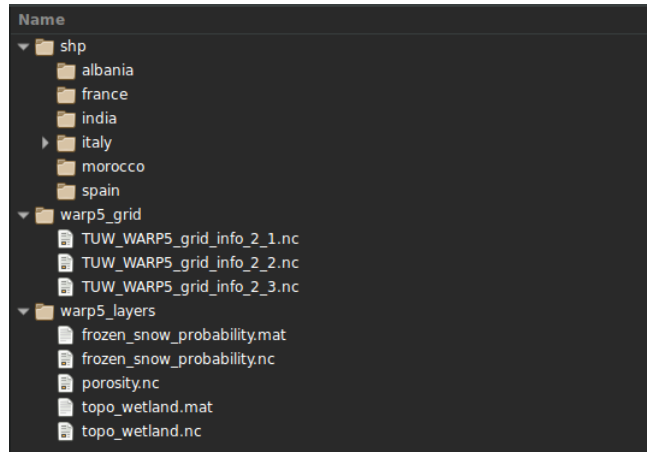 Name
shp
albania
france
india
italy
morocco
spain
warp5_grid
TUW_WARP5_grid_info_2_1.nc
TUW_WARP5_grid_info_2_2.nc
TUW_WARP5_grid_info_2_3.nc
warp5_layers
frozen_snow_probability.mat
frozen_snow_probability.nc
porosity.nc
topo_wetland.mat
topo_wetland.nc